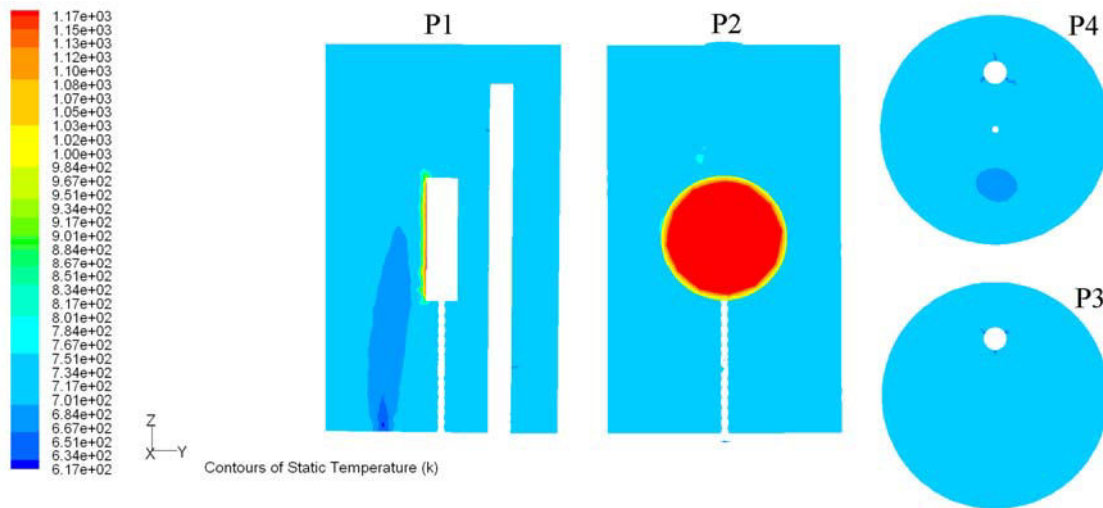 1.17e+03
1.15e+03
1.13e+03
1.12e+03
1.10e+03
1.08e+03
1.07e+03
1.05e+03
1.03e+03
1.02e+03
1.00e+03
9.84e+02
9.67e+02
9.51e+02
9.34e+02
9.17e+02
9.01e+02
8.84e+02
8.67e+02
8.51e+02
8.34e+02
8.17e+02
8.01e+02
7.84e+02
7.67e+02
7.51e+02
7.34e+02
7.17e+02
7.01e+02
6.84e+02
6.67e+02
6.51e+02
6.34e+02
6.17e+02
P1
P2
P4
P3
Z
X Y
Contours of Static Temperature (k)